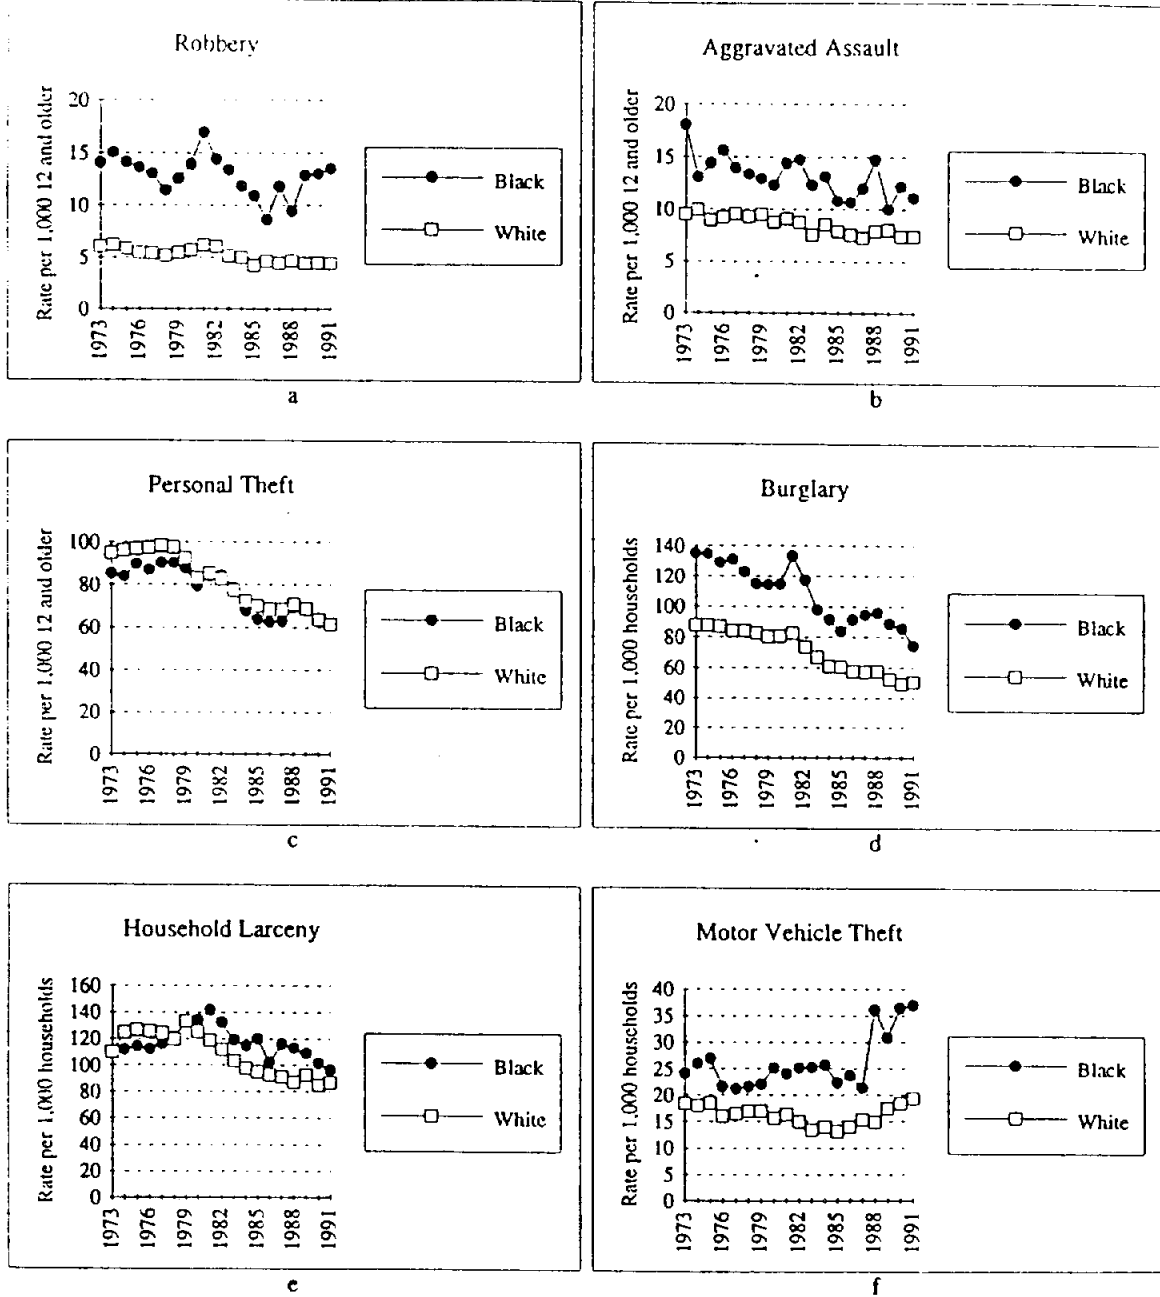 Robbery
Rate per 1,000 12 and older
20
15
10
5
0
1973
1976
1979
1982
1985
1988
1991
Black
White
a
Aggravated Assault
Rate per 1,000 12 and older
20
15
10
5
0
1973
1976
1979
1982
1985
1988
1991
Black
White
b
Personal Theft
Rate per 1,000 12 and older
100
80
60
40
20
0
1973
1976
1979
1982
1985
1988
1991
Black
White
c
Burglary
Rate per 1,000 households
140
120
100
80
60
40
20
0
1973
1976
1979
1982
1985
1988
1991
Black
White
d
Household Larceny
Rate per 1,000 households
160
140
120
100
80
60
40
20
0
1973
1976
1979
1982
1985
1988
1991
Black
White
e
Motor Vehicle Theft
Rate per 1,000 households
40
35
30
25
20
15
10
5
0
1973
1976
1979
1982
1985
1988
1991
Black
White
f